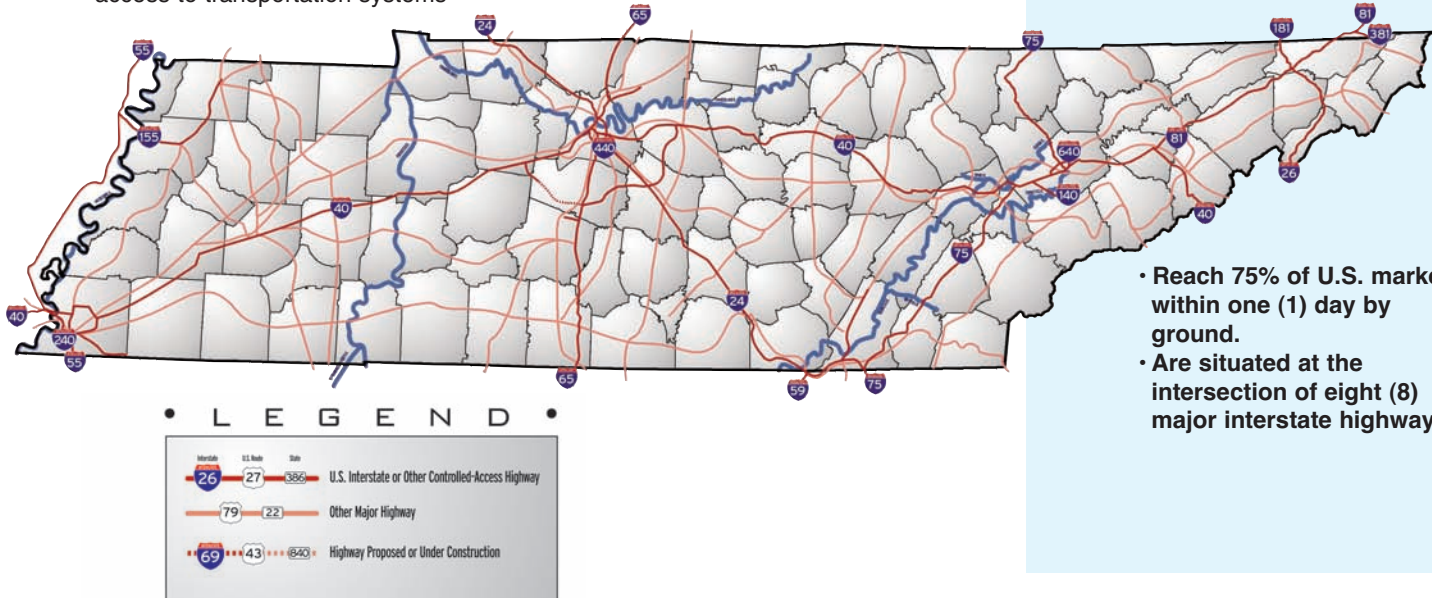 access to transportation systems
65
81
24
181
381
55
75
155
440
40
640
81
40
140
26
40
75
24
40
240
55
65
59
75
• Reach 75% of U.S. marke
within one (1) day by
ground.
• Are situated at the
intersection of eight (8)
major interstate highway
• LEGEND •
Interstate U.S. Route State
26 27 386 U.S. Interstate or Other Controlled-Access Highway
79 22 Other Major Highway
69 43 840 Highway Proposed or Under Construction